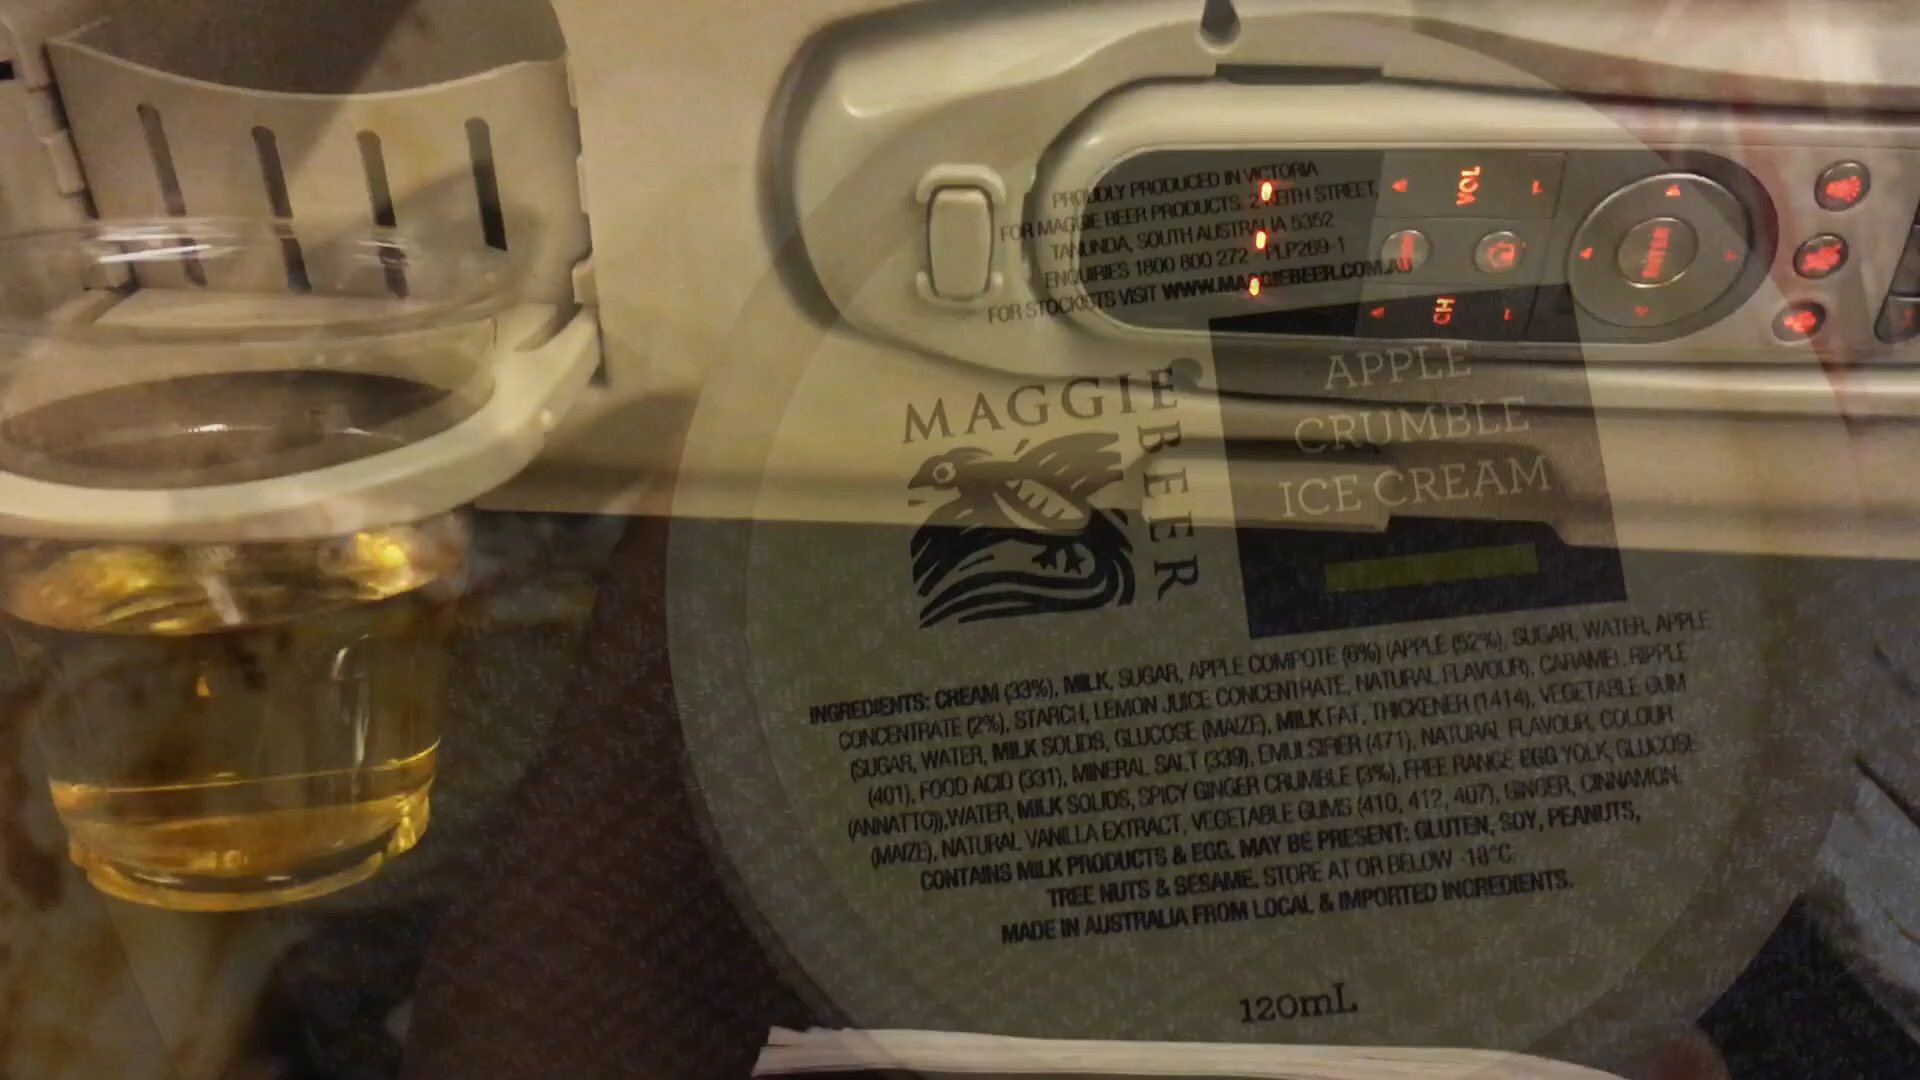 PROUDLY PRODUCED IN VICTORIA
FOR MAGGIE BEER PRODUCTS. 2 KEITH STREET,
TANUNDA, SOUTH AUSTRALIA 5352
ENQUIRIES 1800 800 272 - PLP269-1
FOR STOCKISTS VISIT WWW.MAGGIEBEER.COM.AU
VOL
ENTER
CH
MAGGIE
BEER
APPLE
CRUMBLE
ICE CREAM
INGREDIENTS: CREAM (33%), MILK, SUGAR, APPLE COMPOTE (6%) (APPLE (52%), SUGAR, WATER, APPLE
CONCENTRATE (2%), STARCH, LEMON JUICE CONCENTRATE, NATURAL FLAVOUR), CARAMEL RIPPLE
(SUGAR, WATER, MILK SOLIDS, GLUCOSE (MAIZE), MILK FAT, THICKENER (1414), VEGETABLE GUM
(401), FOOD ACID (331), MINERAL SALT (339), EMULSIFIER (471), NATURAL FLAVOUR, COLOUR
(ANNATTO)),WATER, MILK SOLIDS, SPICY GINGER CRUMBLE (3%), FREE RANGE EGG YOLK, GLUCOSE
(MAIZE), NATURAL VANILLA EXTRACT, VEGETABLE GUMS (410, 412, 407), GINGER, CINNAMON.
CONTAINS MILK PRODUCTS & EGG. MAY BE PRESENT: GLUTEN, SOY, PEANUTS,
TREE NUTS & SESAME. STORE AT OR BELOW -18°C.
MADE IN AUSTRALIA FROM LOCAL & IMPORTED INGREDIENTS.
120mL